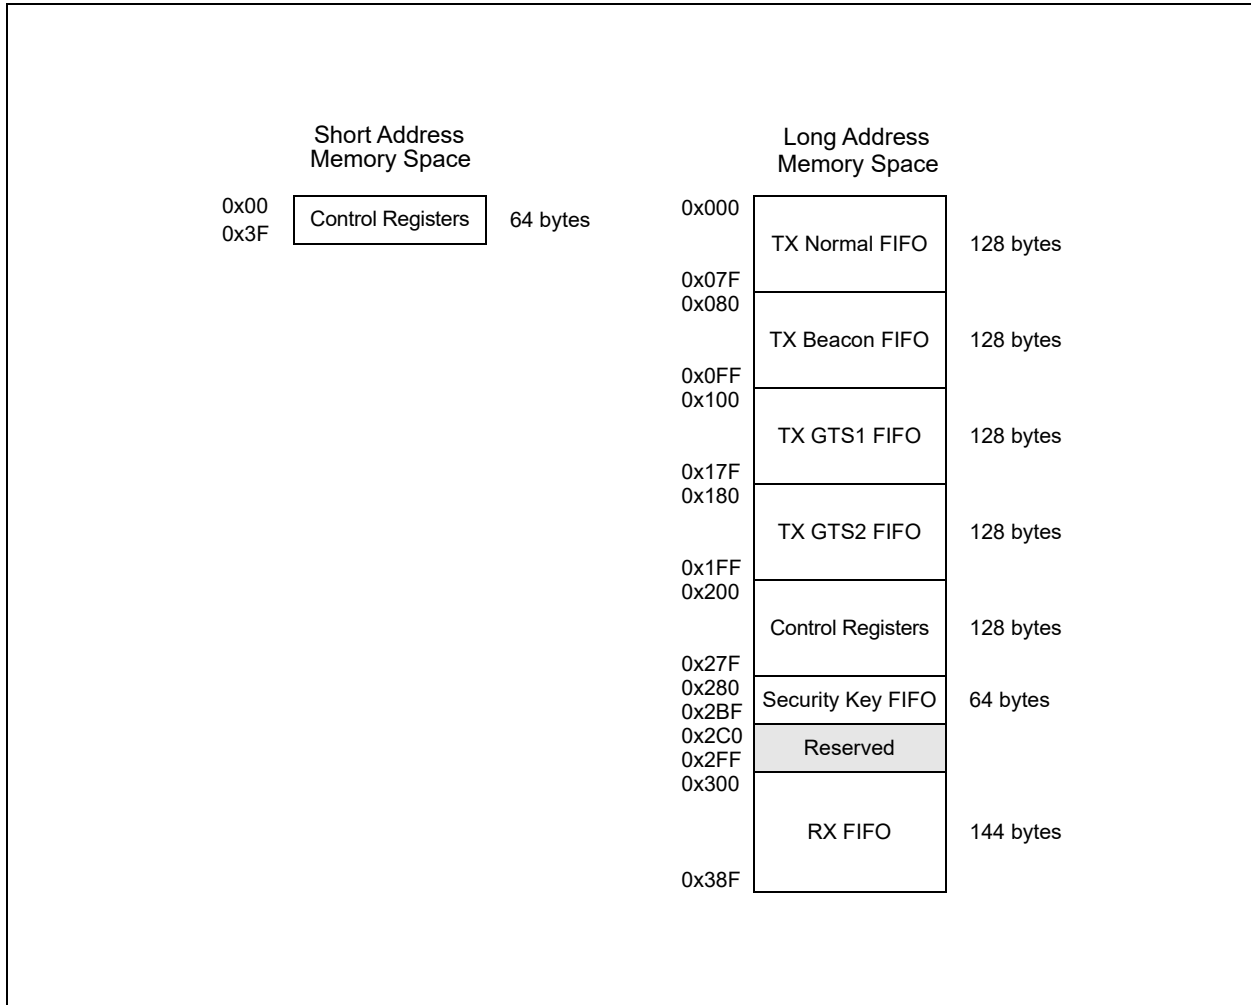 Short Address
Memory Space
0x00
Control Registers
64 bytes
0x3F
Long Address
Memory Space
0x000
TX Normal FIFO
128 bytes
0x07F
0x080
TX Beacon FIFO
128 bytes
0x0FF
0x100
TX GTS1 FIFO
128 bytes
0x17F
0x180
TX GTS2 FIFO
128 bytes
0x1FF
0x200
Control Registers
128 bytes
0x27F
0x280
Security Key FIFO
64 bytes
0x2BF
0x2C0
Reserved
0x2FF
0x300
RX FIFO
144 bytes
0x38F